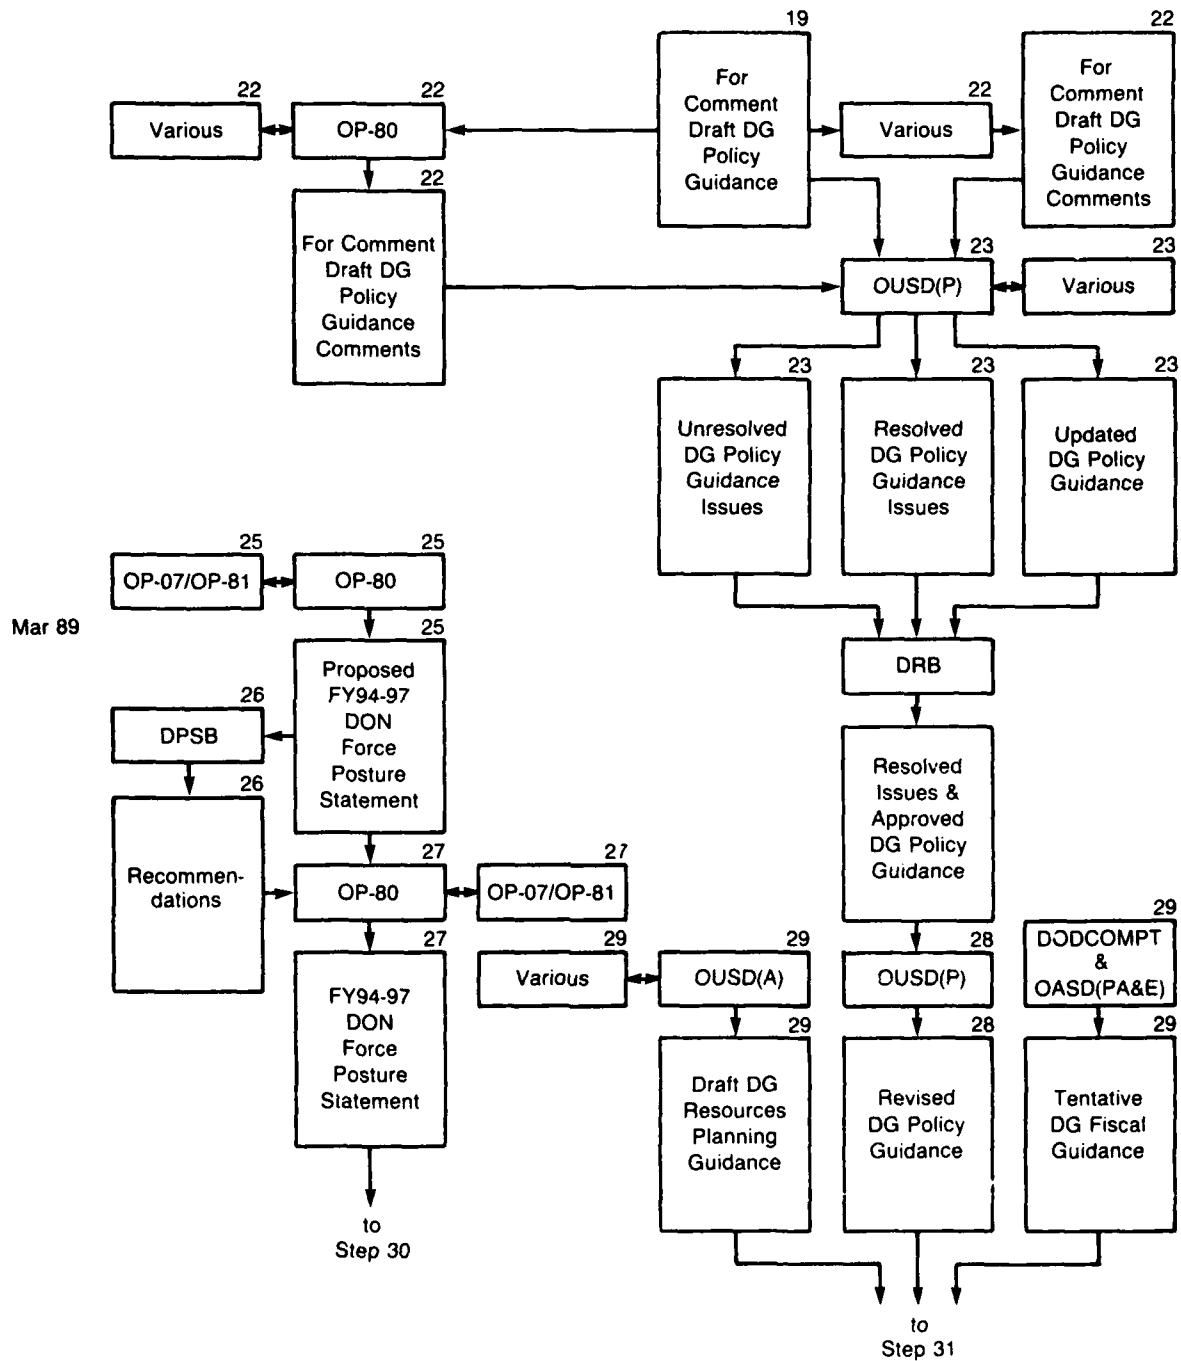 19
For
Comment
Draft DG
Policy
Guidance
22
For
Comment
Draft DG
Policy
Guidance
Comments
22
Various
22
OP-80
22
Various
22
For Comment
Draft DG
Policy
Guidance
Comments
23
OUSD(P)
23
Various
23
Unresolved
DG Policy
Guidance
Issues
23
Resolved
DG Policy
Guidance
Issues
23
Updated
DG Policy
Guidance
25
OP-07/OP-81
25
OP-80
Mar 89
25
Proposed
FY94-97
DON
Force
Posture
Statement
DRB
26
DPSB
26
Recommen-
dations
Resolved
Issues &
Approved
DG Policy
Guidance
27
OP-80
27
OP-07/OP-81
27
FY94-97
DON
Force
Posture
Statement
29
Various
29
OUSD(A)
28
OUSD(P)
29
DODCOMPT
&
OASD(PA&E)
29
Draft DG
Resources
Planning
Guidance
28
Revised
DG Policy
Guidance
29
Tentative
DG Fiscal
Guidance
to
Step 30
to
Step 31